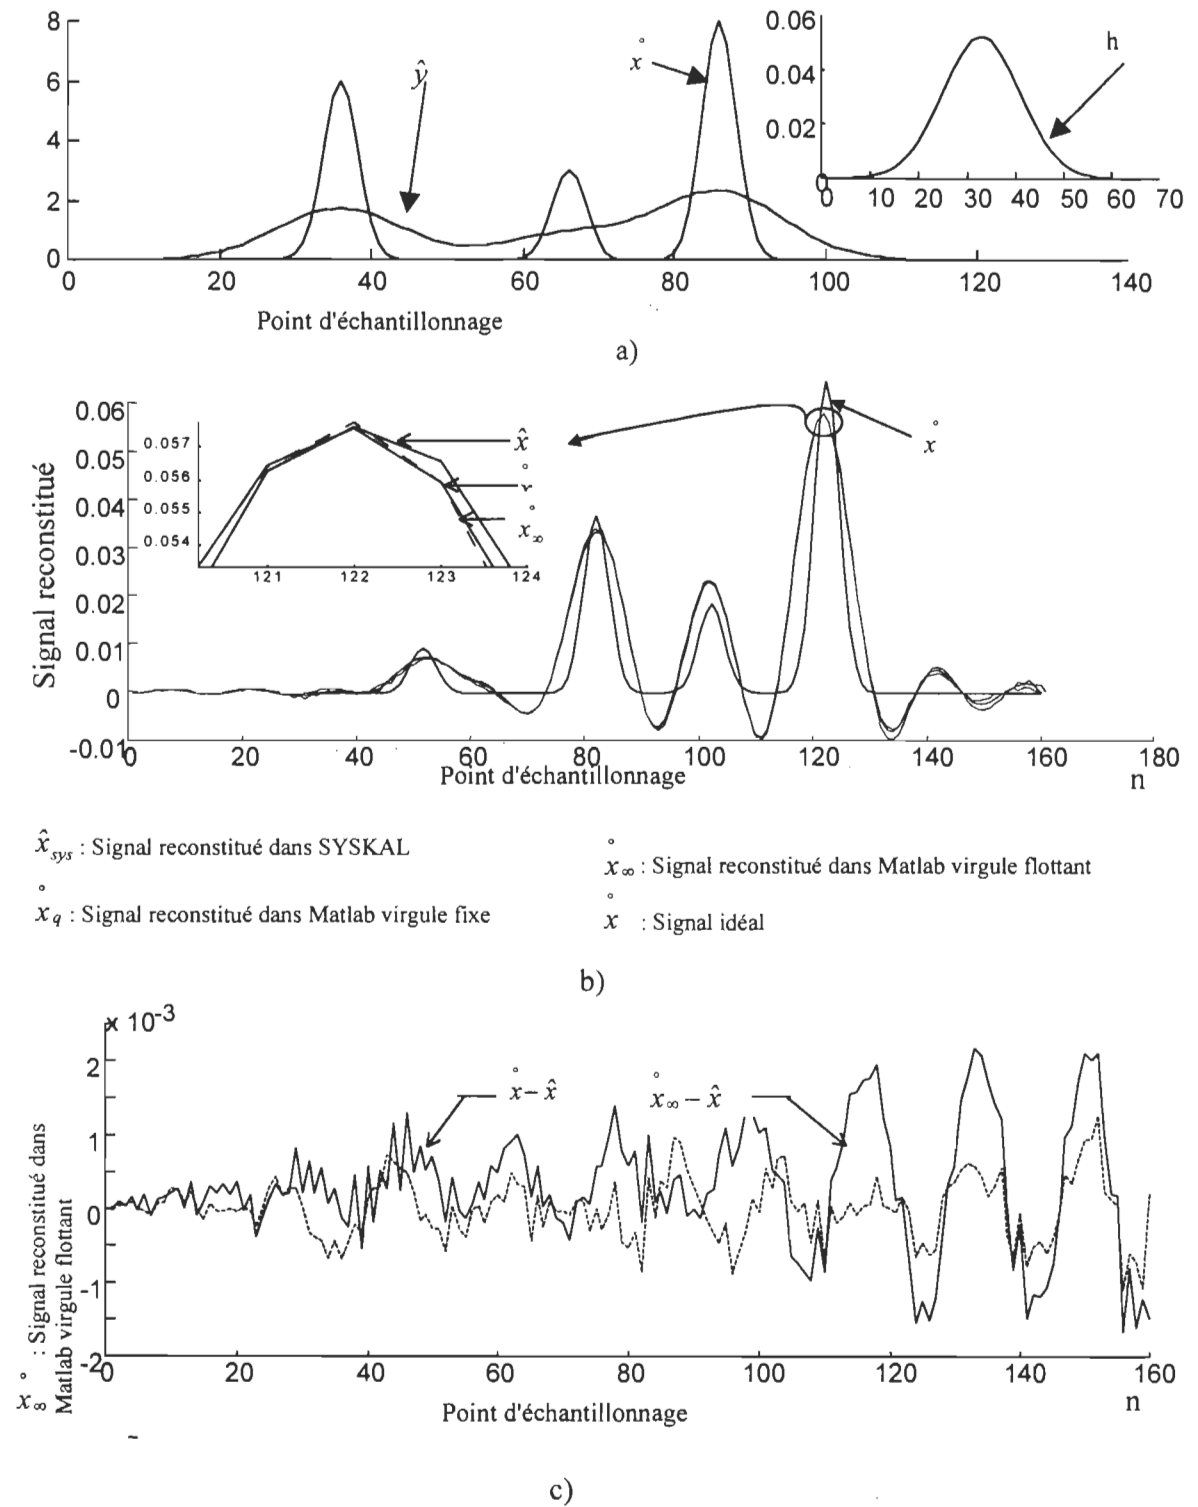 8
6
4
2
0
ŷ
x̊
0.06
0.04
0.02
0
h
10 20 30 40 50 60 70
0 20 40 60 80 100 120 140
Point d'échantillonnage
a)
Signal reconstitué
0.06
0.05
0.04
0.03
0.02
0.01
0
-0.01
0.057
0.056
0.055
0.054
121 122 123 124
x̂
x̊∞
x̊
0 20 40 60 80 100 120 140 160 180
Point d'échantillonnage
n
x̂sys : Signal reconstitué dans SYSKAL
x̊∞ : Signal reconstitué dans Matlab virgule flottant
x̊q : Signal reconstitué dans Matlab virgule fixe
x̊ : Signal idéal
b)
x 10-3
2
1
0
-1
-2
x̊ – x̂
x̊∞ – x̂
x̊∞ : Signal reconstitué dans
Matlab virgule flottant
0 20 40 60 80 100 120 140 160
Point d'échantillonnage
n
c)